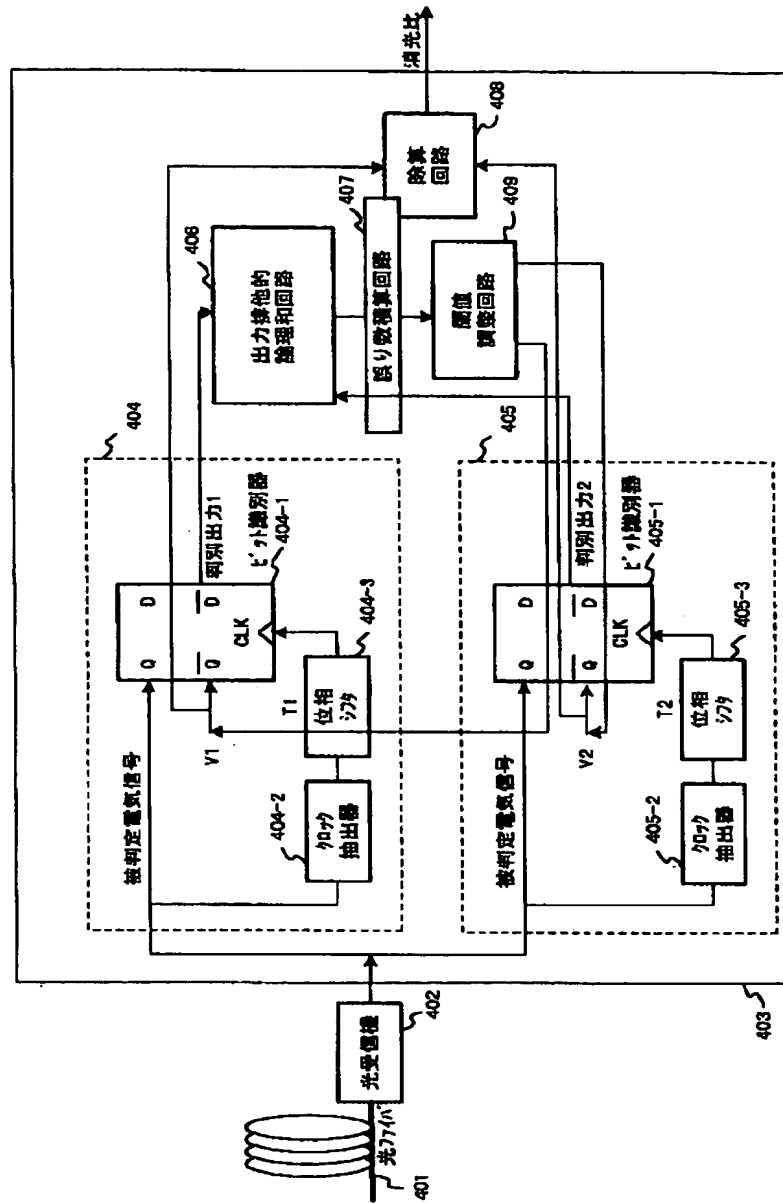 401
光ファイバ
光受信機
402
403
404
被判定電気信号
404-2
クロック
抽出器
T1
位相
シフタ
404-3
V1
Q
D
Q
D
CLK
判別出力1
ビット識別器
404-1
405
被判定電気信号
405-2
クロック
抽出器
T2
位相
シフタ
405-3
V2
Q
D
Q
D
CLK
判別出力2
ビット識別器
405-1
406
出力排他的
論理和回路
407
誤り数積算回路
409
閾値
調整回路
408
除算
回路
消光比